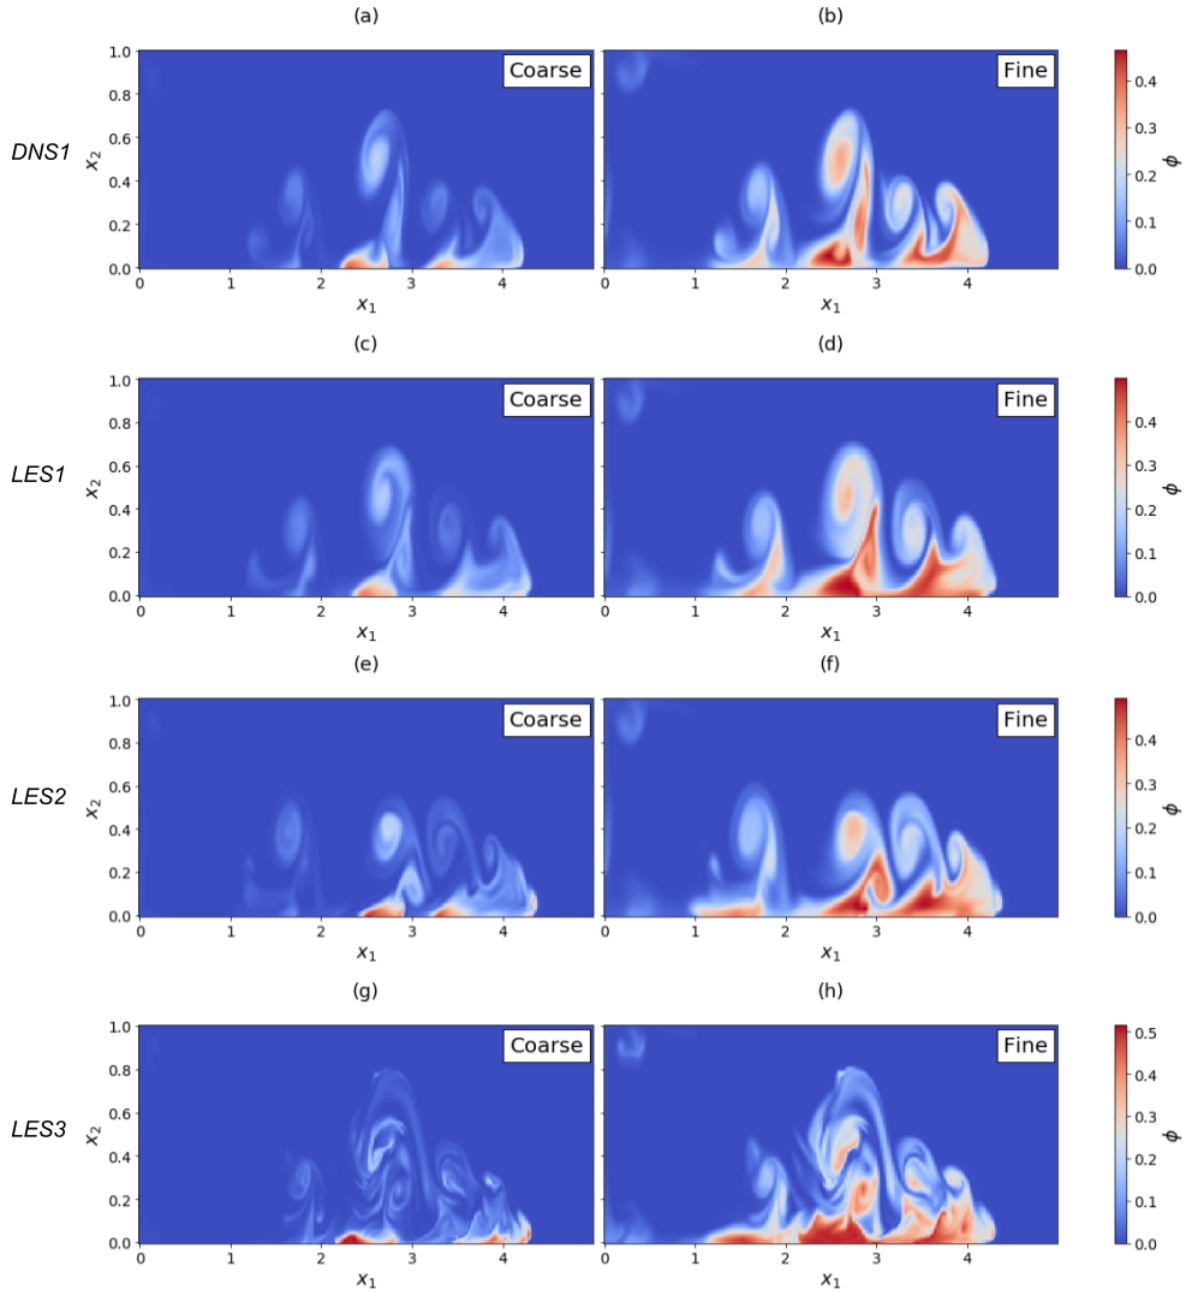 (a) (b)
DNS1
Coarse Fine
1.0
0.8
0.6
0.4
0.2
0.0
x₂
0 1 2 3 4
x₁
1 2 3 4
x₁
0.4
0.3
0.2
0.1
0.0
ϕ
(c) (d)
LES1
Coarse Fine
1.0
0.8
0.6
0.4
0.2
0.0
x₂
0 1 2 3 4
x₁
0 1 2 3 4
x₁
0.4
0.3
0.2
0.1
0.0
ϕ
(e) (f)
LES2
Coarse Fine
1.0
0.8
0.6
0.4
0.2
0.0
x₂
0 1 2 3 4
x₁
0 1 2 3 4
x₁
0.4
0.3
0.2
0.1
0.0
ϕ
(g) (h)
LES3
Coarse Fine
1.0
0.8
0.6
0.4
0.2
0.0
x₂
0 1 2 3 4
x₁
0 1 2 3 4
x₁
0.5
0.4
0.3
0.2
0.1
0.0
ϕ